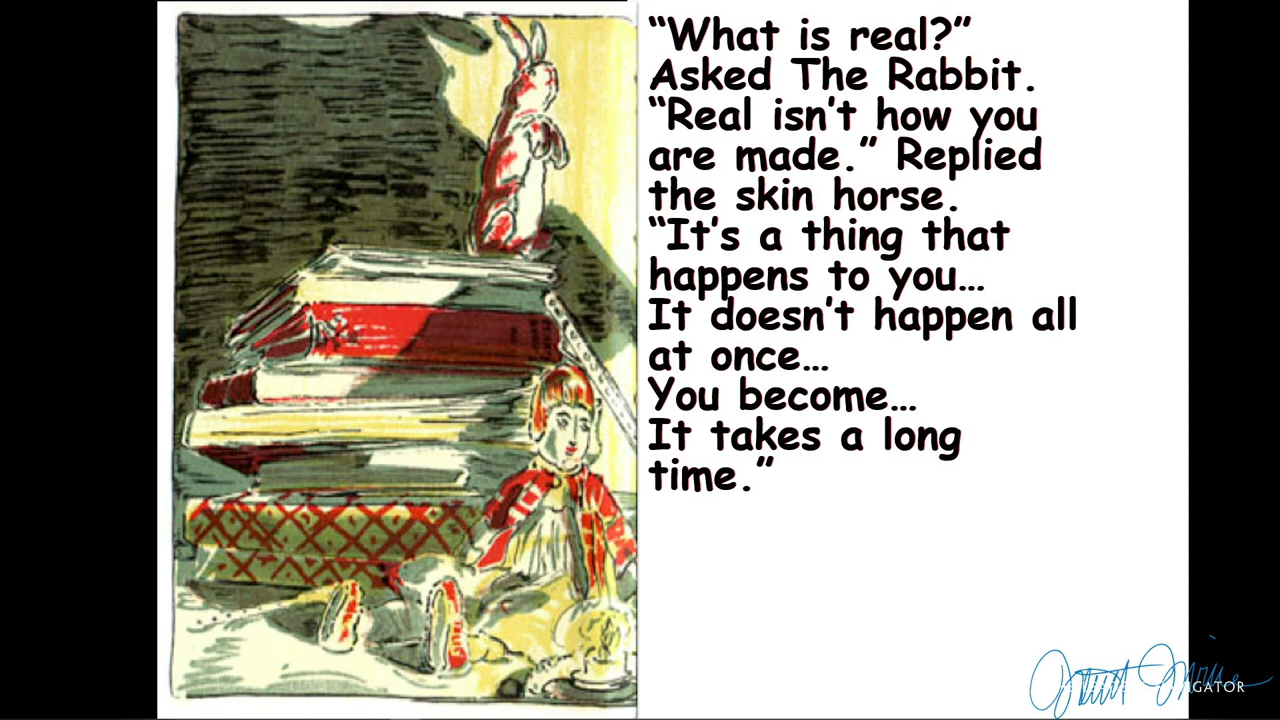 “What is real?”
Asked The Rabbit.
“Real isn’t how you
are made.” Replied
the skin horse.
“It’s a thing that
happens to you…
It doesn’t happen all
at once…
You become…
It takes a long
time.”